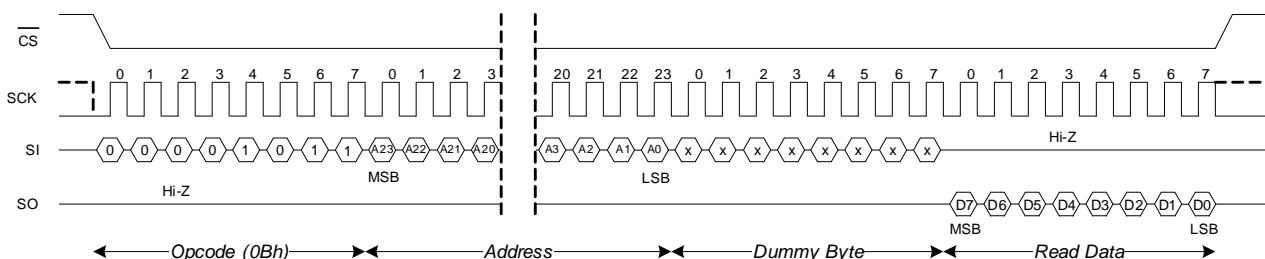 CS
0 1 2 3 4 5 6 7 0 1 2 3 20 21 22 23 0 1 2 3 4 5 6 7 0 1 2 3 4 5 6 7
SCK
Hi-Z
SI 0 0 0 0 1 0 1 1 A23 A22 A21 A20 A3 A2 A1 A0 x x x x x x x x
MSB LSB
Hi-Z
SO D7 D6 D5 D4 D3 D2 D1 D0
MSB LSB
Opcode (0Bh) Address Dummy Byte Read Data